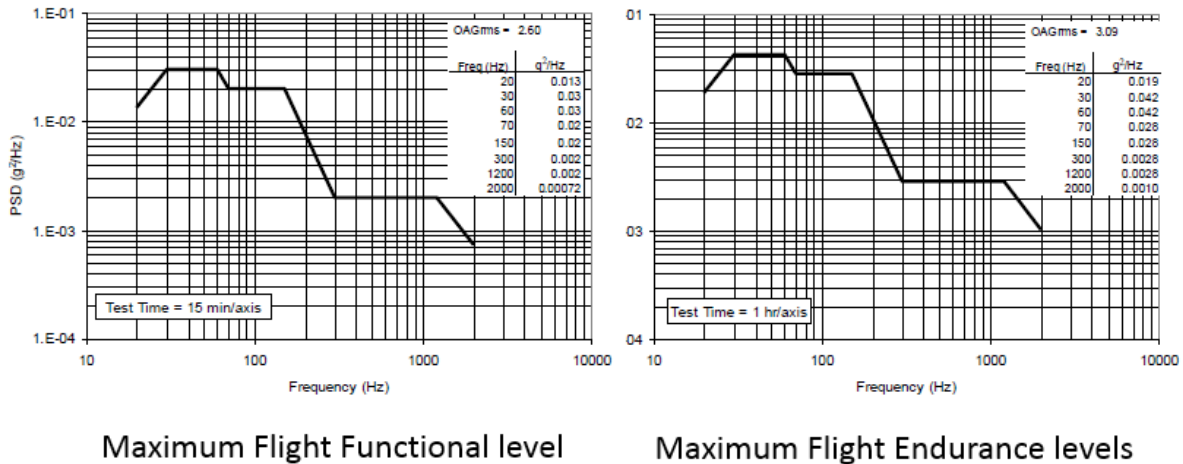 1.E-01
OAGrms = 2.60
Freq (Hz) g²/Hz
20 0.013
30 0.03
60 0.03
70 0.02
150 0.02
300 0.002
1200 0.002
2000 0.00072
1.E-02
PSD (g²/Hz)
1.E-03
Test Time = 15 min/axis
1.E-04
10 100 1000 10000
Frequency (Hz)
Maximum Flight Functional level
01
OAGrms = 3.09
Freq (Hz) g²/Hz
20 0.019
30 0.042
60 0.042
70 0.028
150 0.028
300 0.0028
1200 0.0028
2000 0.0010
02
03
Test Time = 1 hr/axis
04
10 100 1000 10000
Frequency (Hz)
Maximum Flight Endurance levels